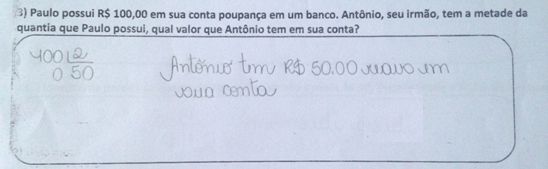 3) Paulo possui R$ 100,00 em sua conta poupança em um banco. Antônio, seu irmão, tem a metade da
quantia que Paulo possui, qual valor que Antônio tem em sua conta?
100 2
0 50
Antônio tem R$ 50.00 em
conta